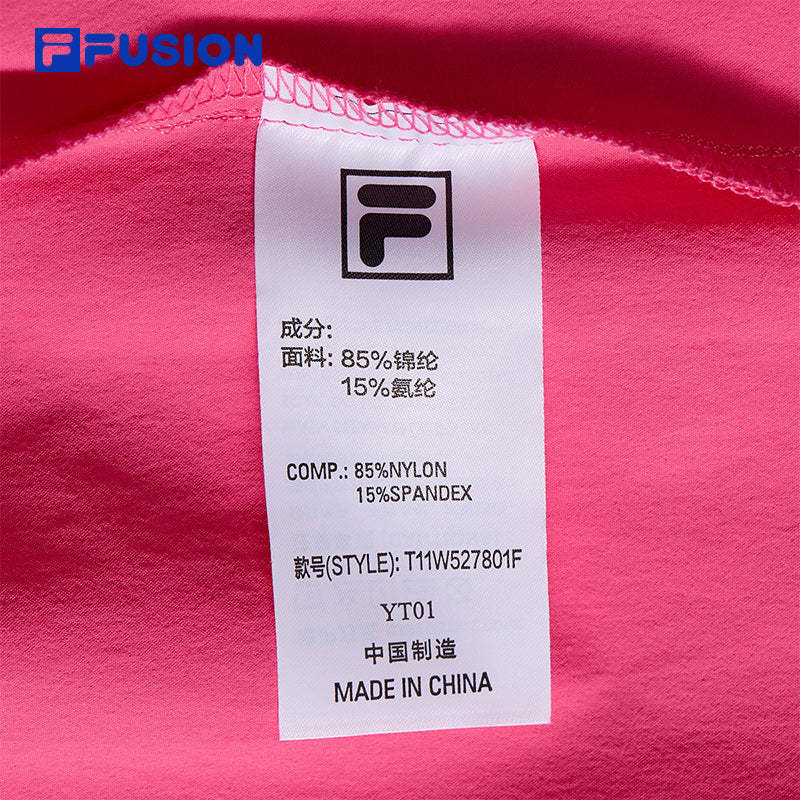 FUSION
成分:
面料: 85%锦纶
15%氨纶
COMP.: 85%NYLON
15%SPANDEX
款号(STYLE): T11W527801F
YT01
中国制造
MADE IN CHINA